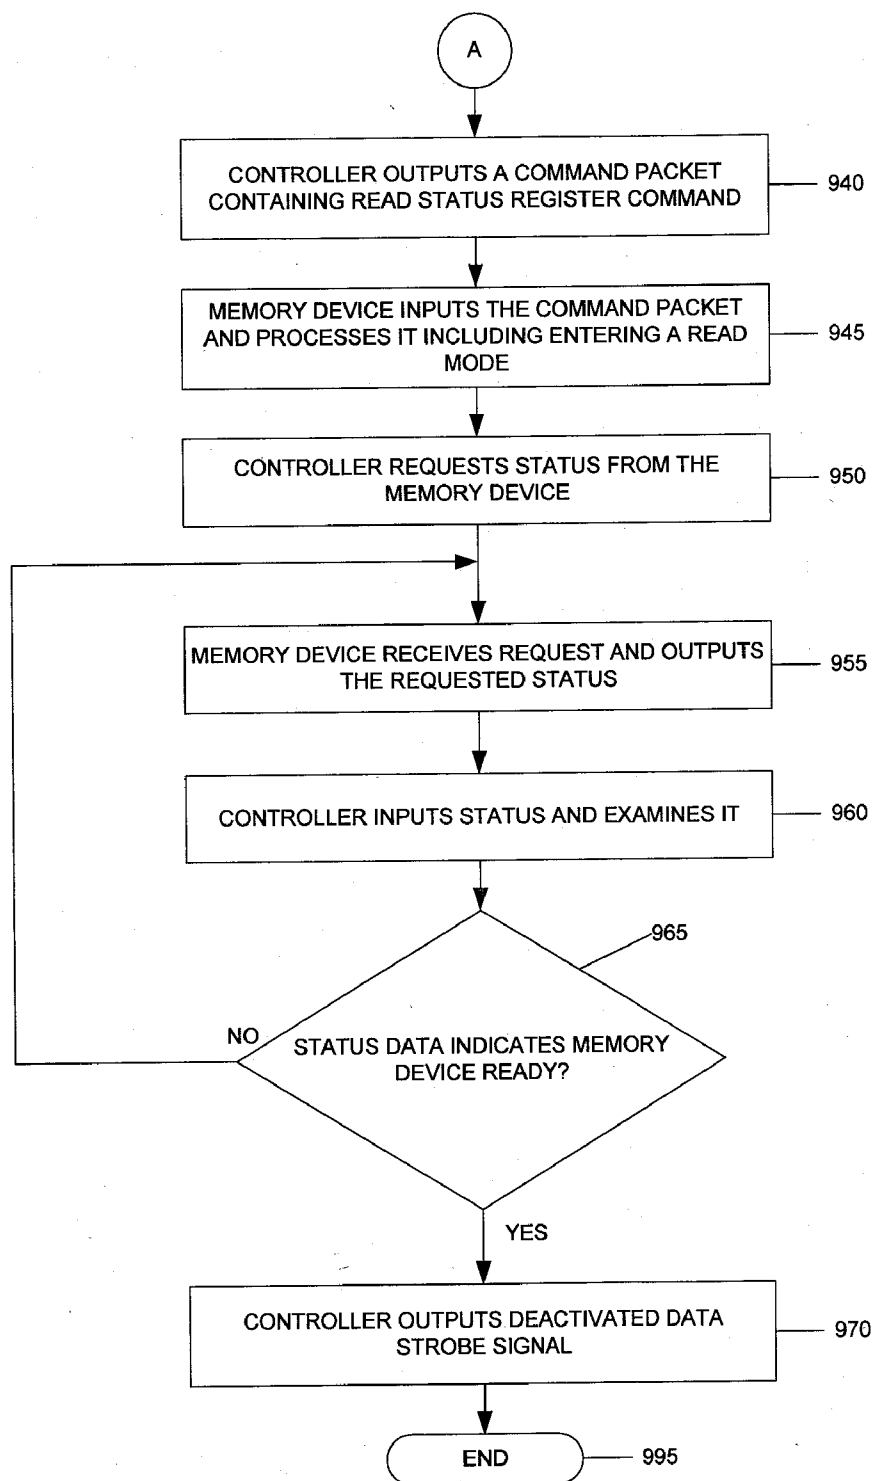 A
CONTROLLER OUTPUTS A COMMAND PACKET
CONTAINING READ STATUS REGISTER COMMAND
940
MEMORY DEVICE INPUTS THE COMMAND PACKET
AND PROCESSES IT INCLUDING ENTERING A READ
MODE
945
CONTROLLER REQUESTS STATUS FROM THE
MEMORY DEVICE
950
MEMORY DEVICE RECEIVES REQUEST AND OUTPUTS
THE REQUESTED STATUS
955
CONTROLLER INPUTS STATUS AND EXAMINES IT
960
965
NO
STATUS DATA INDICATES MEMORY
DEVICE READY?
YES
CONTROLLER OUTPUTS DEACTIVATED DATA
STROBE SIGNAL
970
END
995